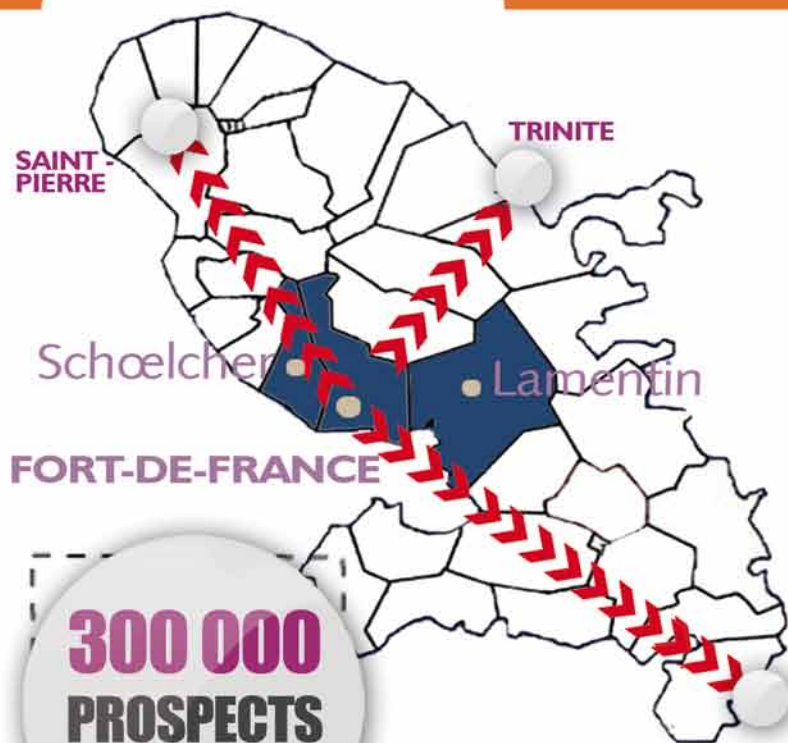 TRINITE
SAINT -
PIERRE
Schœlcher
Lamentin
FORT-DE-FRANCE
300 000
PROSPECTS